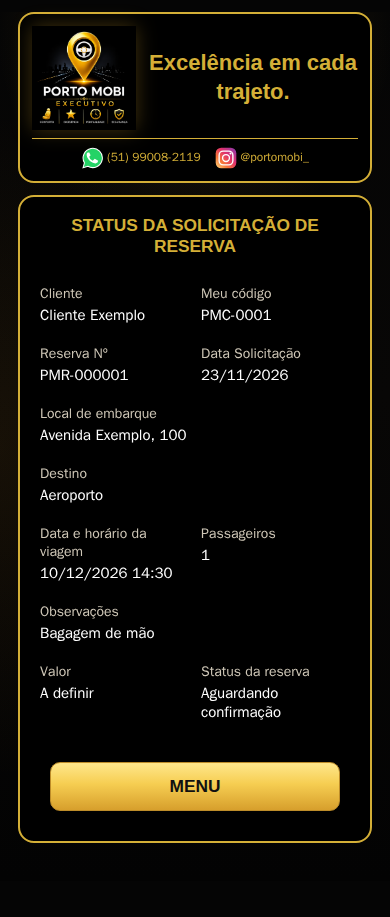 PORTO MOBI
EXECUTIVO
Excelência em cada
trajeto.
(51) 99008-2119 @portomobi_
STATUS DA SOLICITAÇÃO DE
RESERVA
Cliente Meu código
Cliente Exemplo PMC-0001
Reserva Nº Data Solicitação
PMR-000001 23/11/2026
Local de embarque
Avenida Exemplo, 100
Destino
Aeroporto
Data e horário da
viagem
Passageiros
10/12/2026 14:30
1
Observações
Bagagem de mão
Valor Status da reserva
A definir Aguardando
confirmação
MENU